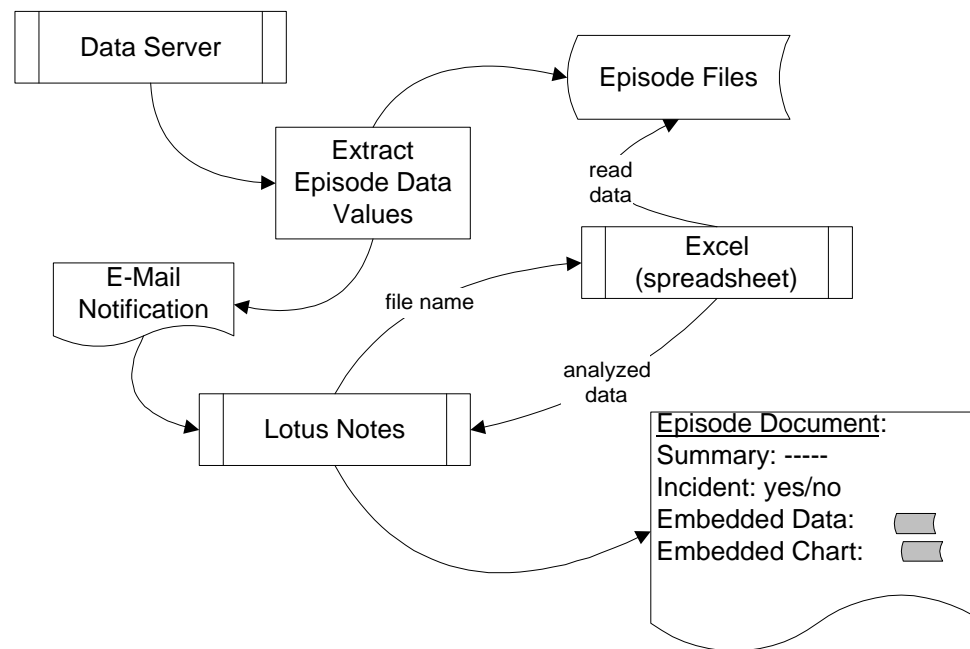 Data Server
Episode Files
Extract
Episode Data
Values
read
data
Excel
(spreadsheet)
E-Mail
Notification
file name
analyzed
data
Lotus Notes
Episode Document:
Summary: -----
Incident: yes/no
Embedded Data:
Embedded Chart: